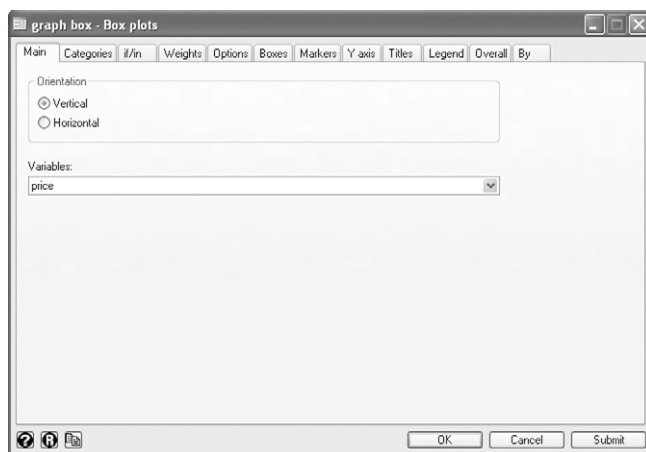 graph box - Box plots
Main Categories if/in Weights Options Boxes Markers Y axis Titles Legend Overall By
Orientation
Vertical
Horizontal
Variables:
price
? R
OK Cancel Submit